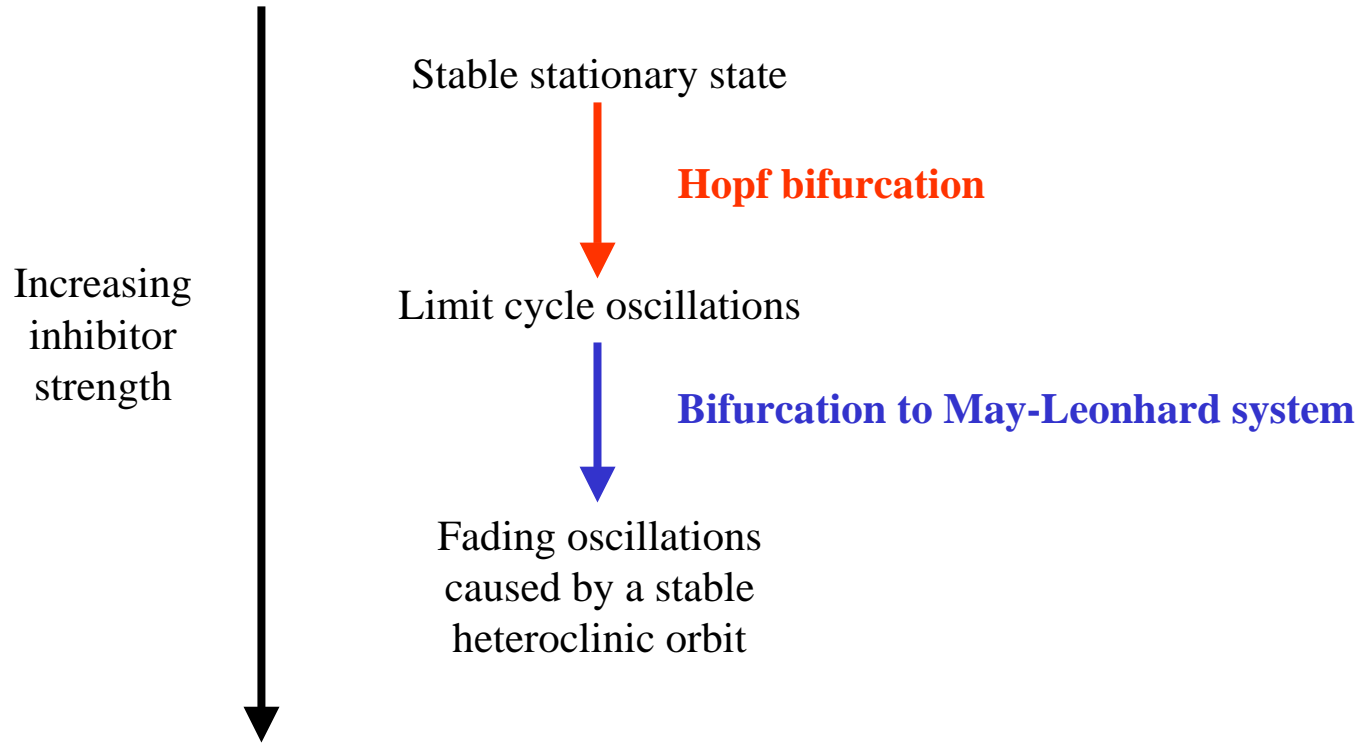 Stable stationary state
Hopf bifurcation
Increasing
inhibitor
strength
Limit cycle oscillations
Bifurcation to May-Leonhard system
Fading oscillations
caused by a stable
heteroclinic orbit